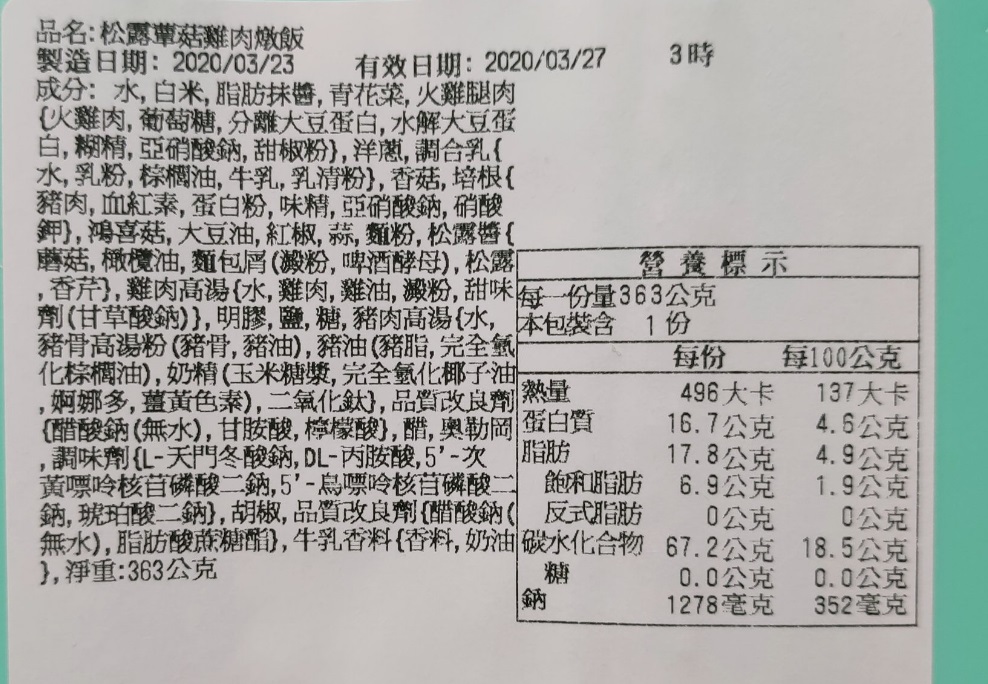 品名:松露蕈菇雞肉燉飯
製造日期: 2020/03/23 有效日期: 2020/03/27 3時
成分: 水,白米,脂肪抹醬,青花菜,火雞腿肉
{火雞肉,葡萄糖,分離大豆蛋白,水解大豆蛋
白,糊精,亞硝酸鈉,甜椒粉},洋蔥,調合乳{
水,乳粉,棕櫚油,牛乳,乳清粉},香菇,培根{
豬肉,血紅素,蛋白粉,味精,亞硝酸鈉,硝酸
鉀},鴻喜菇,大豆油,紅椒,蒜,麵粉,松露醬{
蘑菇,橄欖油,麵包屑(澱粉,啤酒酵母),松露
,香芹},雞肉高湯{水,雞肉,雞油,澱粉,甜味
劑(甘草酸鈉)},明膠,鹽,糖,豬肉高湯{水,
豬骨高湯粉(豬骨,豬油),豬油(豬脂,完全氫
化棕櫚油),奶精(玉米糖漿,完全氫化椰子油
,婀娜多,薑黃色素),二氧化鈦},品質改良劑
{醋酸鈉(無水),甘胺酸,檸檬酸},醋,奧勒岡
,調味劑{L-天門冬酸鈉,DL-丙胺酸,5'-次
黃嘌呤核苷磷酸二鈉,5'-鳥嘌呤核苷磷酸二
鈉,琥珀酸二鈉},胡椒,品質改良劑{醋酸鈉(
無水),脂肪酸蔗糖酯},牛乳香料{香料,奶油
},淨重:363公克
營養標示
每一份量363公克
本包裝含 1份
每份 每100公克
熱量 496大卡 137大卡
蛋白質 16.7公克 4.6公克
脂肪 17.8公克 4.9公克
飽和脂肪 6.9公克 1.9公克
反式脂肪 0公克 0公克
碳水化合物 67.2公克 18.5公克
糖 0.0公克 0.0公克
鈉 1278毫克 352毫克